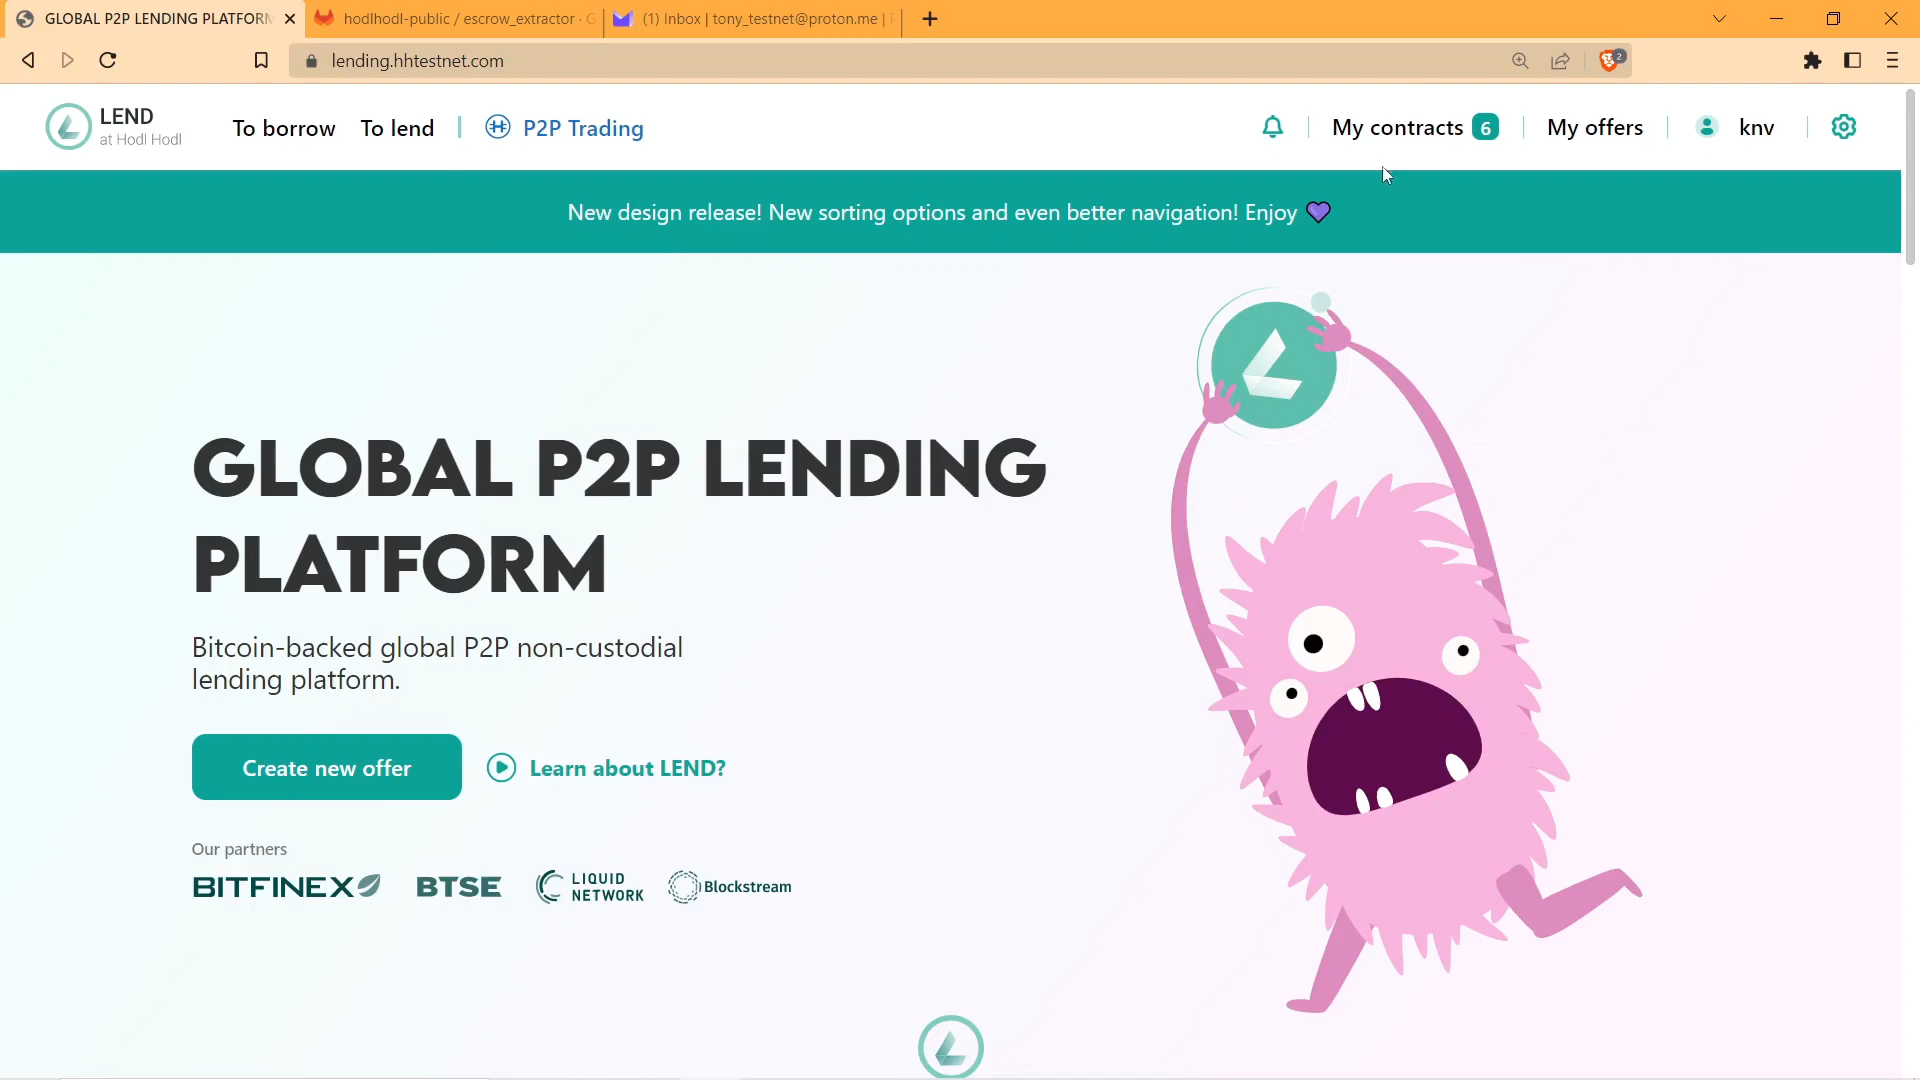 GLOBAL P2P LENDING PLATFORM
hodlhodl-public / escrow_extractor · G
(1) Inbox | tony_testnet@proton.me |
lending.hhtestnet.com
2
LEND
at Hodl Hodl
To borrow
To lend
P2P Trading
My contracts 6
My offers
knv
New design release! New sorting options and even better navigation! Enjoy 💜
GLOBAL P2P LENDING
PLATFORM
Bitcoin-backed global P2P non-custodial
lending platform.
Create new offer
Learn about LEND?
Our partners
BITFINEX
BTSE
LIQUID
NETWORK
Blockstream